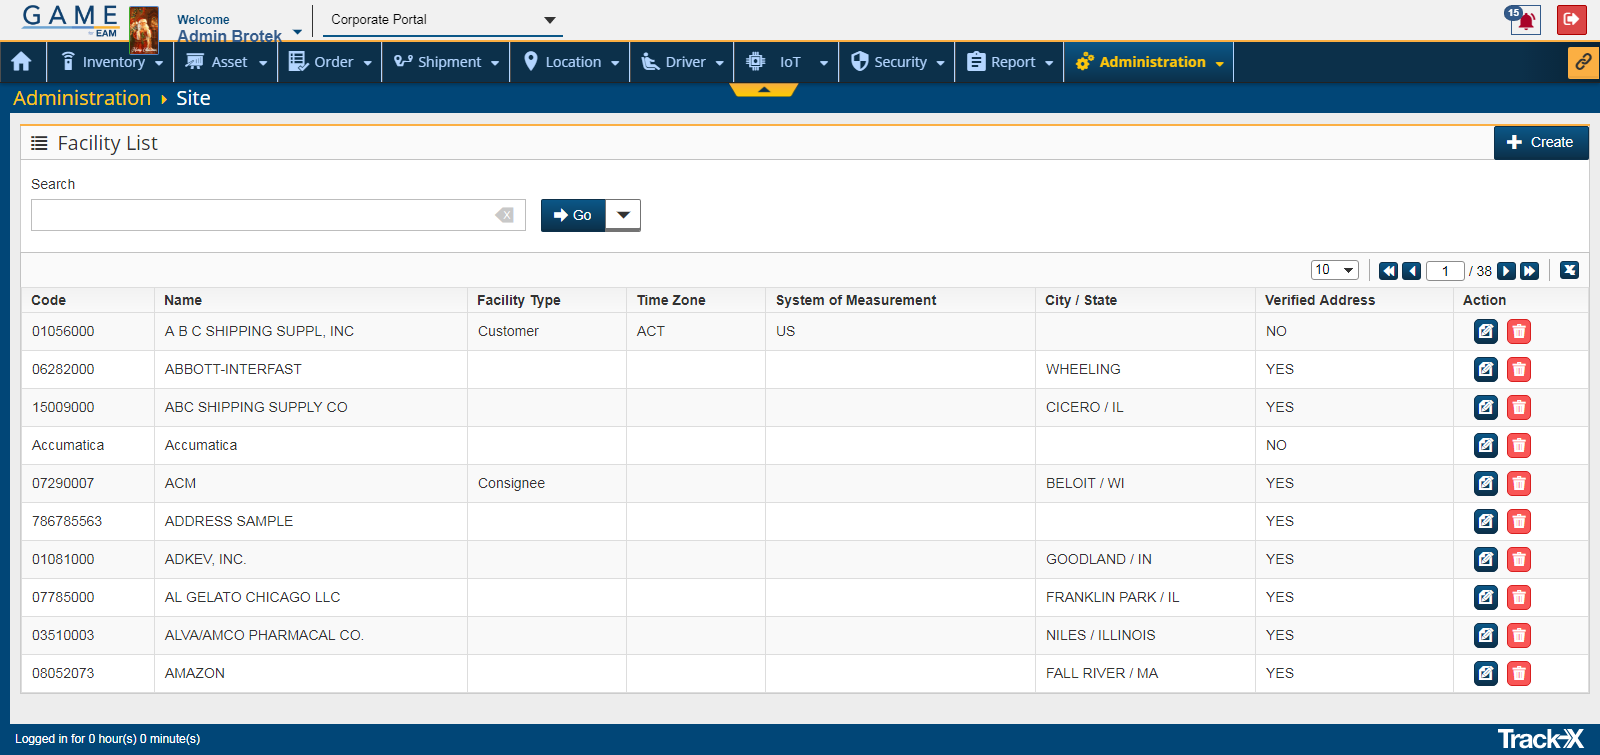 GAME
by EAM
Welcome
Admin Brotek
Corporate Portal
15
Inventory
Asset
Order
Shipment
Location
Driver
IoT
Security
Report
Administration
Administration Site
Facility List
Create
Search
Go
10
1 / 38
Code Name Facility Type Time Zone System of Measurement City / State Verified Address Action
01056000 A B C SHIPPING SUPPL, INC Customer ACT US NO
06282000 ABBOTT-INTERFAST WHEELING YES
15009000 ABC SHIPPING SUPPLY CO CICERO / IL YES
Accumatica Accumatica NO
07290007 ACM Consignee BELOIT / WI YES
786785563 ADDRESS SAMPLE YES
01081000 ADKEV, INC. GOODLAND / IN YES
07785000 AL GELATO CHICAGO LLC FRANKLIN PARK / IL YES
03510003 ALVA/AMCO PHARMACAL CO. NILES / ILLINOIS YES
08052073 AMAZON FALL RIVER / MA YES
Logged in for 0 hour(s) 0 minute(s)
Track-X